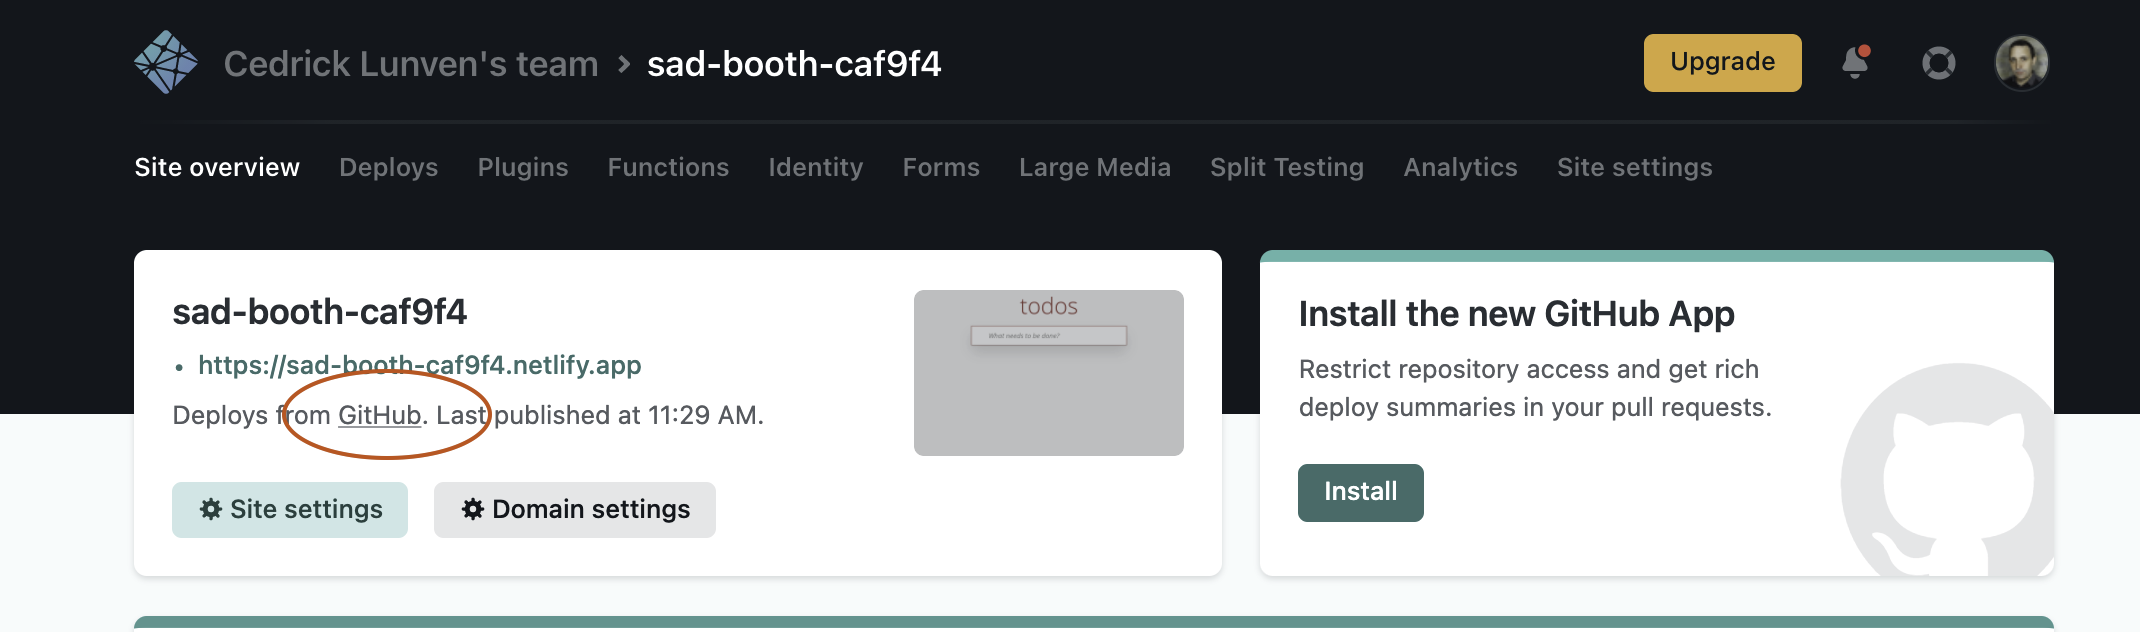 Cedrick Lunven's team > sad-booth-caf9f4
Upgrade
Site overview Deploys Plugins Functions Identity Forms Large Media Split Testing Analytics Site settings
sad-booth-caf9f4
• https://sad-booth-caf9f4.netlify.app
Deploys from GitHub. Last published at 11:29 AM.
Site settings Domain settings
todos
What needs to be done?
Install the new GitHub App
Restrict repository access and get rich
deploy summaries in your pull requests.
Install